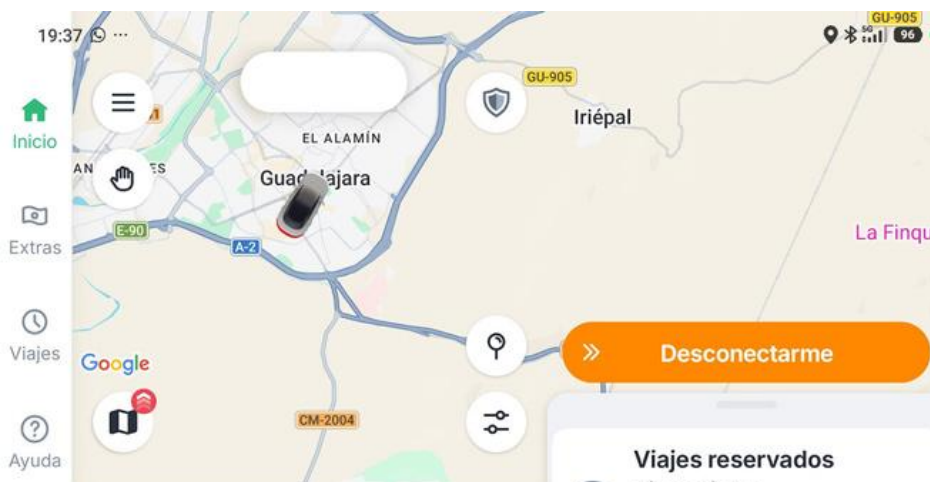 19:37
5G
96
GU-905
GU-905
Iriépal
Inicio
EL ALAMÍN
Guadalajara
E-90
A-2
Extras
La Finqu
Viajes
Google
Desconectarme
CM-2004
Ayuda
Viajes reservados